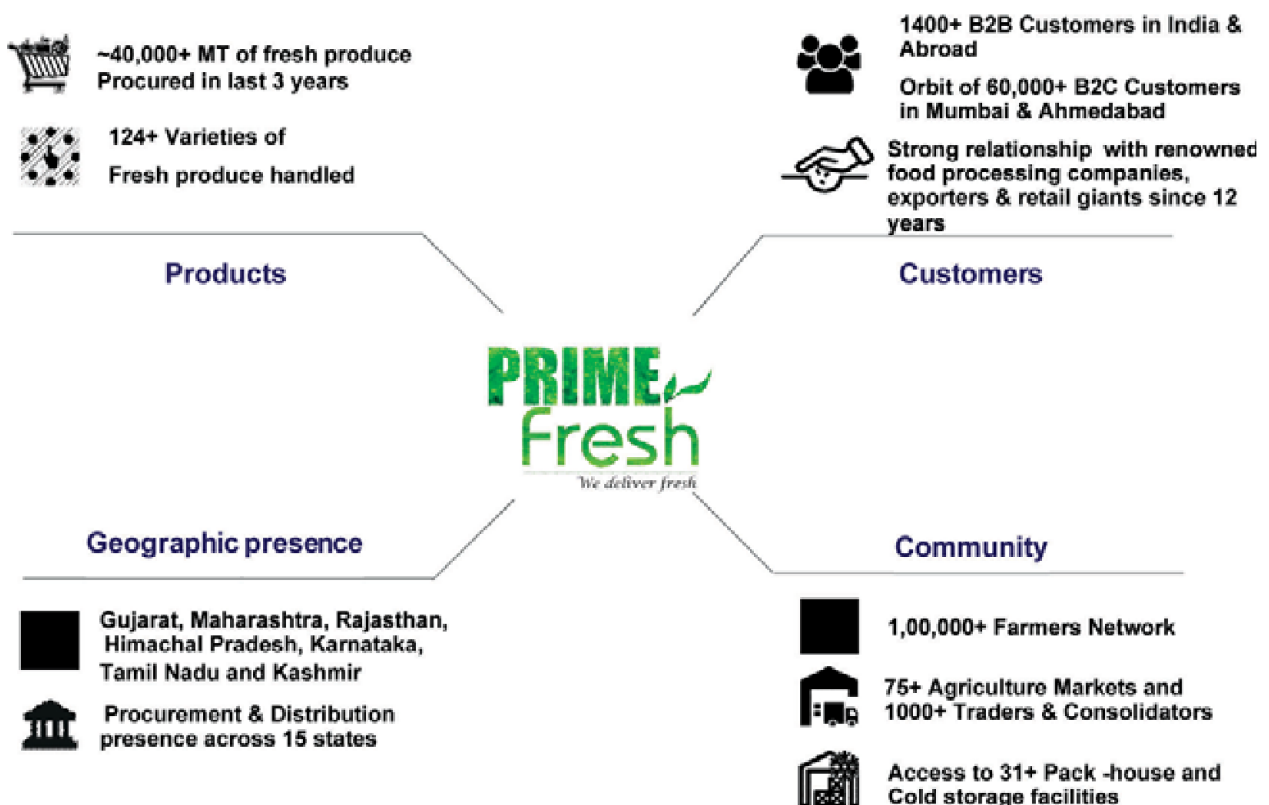 ~40,000+ MT of fresh produce
Procured in last 3 years
124+ Varieties of
Fresh produce handled
Products
1400+ B2B Customers in India &
Abroad
Orbit of 60,000+ B2C Customers
in Mumbai & Ahmedabad
Strong relationship with renowned
food processing companies,
exporters & retail giants since 12
years
Customers
PRIME
fresh
We deliver fresh
Geographic presence
Gujarat, Maharashtra, Rajasthan,
Himachal Pradesh, Karnataka,
Tamil Nadu and Kashmir
Procurement & Distribution
presence across 15 states
Community
1,00,000+ Farmers Network
75+ Agriculture Markets and
1000+ Traders & Consolidators
Access to 31+ Pack -house and
Cold storage facilities